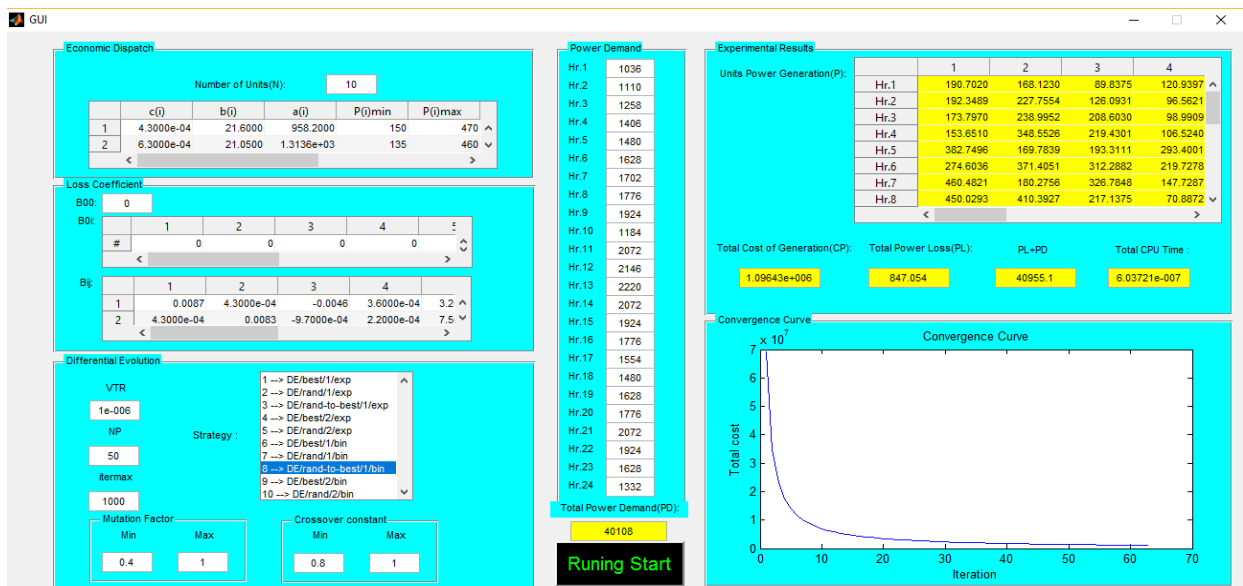 GUI
Economic Dispatch
Number of Units(N): 10
c(i) b(i) a(i) P(i)min P(i)max
1 4.3000e-04 21.6000 958.2000 150 470
2 6.3000e-04 21.0500 1.3136e+03 135 460
Loss Coefficient
B00: 0
B0i:
1 2 3 4
# 0 0 0 0
Bij:
1 2 3 4
1 0.0087 4.3000e-04 -0.0046 3.6000e-04 3.2
2 4.3000e-04 0.0083 -9.7000e-04 2.2000e-04 7.5
Differential Evolution
VTR
1e-006
NP
50
itermax
1000
Strategy :
1 --> DE/best/1/exp
2 --> DE/rand/1/exp
3 --> DE/rand-to-best/1/exp
4 --> DE/best/2/exp
5 --> DE/rand/2/exp
6 --> DE/best/1/bin
7 --> DE/rand/1/bin
8 --> DE/rand-to-best/1/bin
9 --> DE/best/2/bin
10 --> DE/rand/2/bin
Mutation Factor
Min Max
0.4 1
Crossover constant
Min Max
0.8 1
Power Demand
Hr.1 1036
Hr.2 1110
Hr.3 1258
Hr.4 1406
Hr.5 1480
Hr.6 1628
Hr.7 1702
Hr.8 1776
Hr.9 1924
Hr.10 1184
Hr.11 2072
Hr.12 2146
Hr.13 2220
Hr.14 2072
Hr.15 1924
Hr.16 1776
Hr.17 1554
Hr.18 1480
Hr.19 1628
Hr.20 1776
Hr.21 2072
Hr.22 1924
Hr.23 1628
Hr.24 1332
Total Power Demand(PD):
40108
Runing Start
Experimental Results
Units Power Generation(P):
1 2 3 4
Hr.1 190.7020 168.1230 89.8375 120.9397
Hr.2 192.3489 227.7554 126.0931 96.5621
Hr.3 173.7970 238.9952 208.6030 98.9909
Hr.4 153.6510 348.5526 219.4301 106.5240
Hr.5 382.7496 169.7839 193.3111 293.4001
Hr.6 274.6036 371.4051 312.2882 219.7278
Hr.7 460.4821 180.2756 326.7848 147.7287
Hr.8 450.0293 410.3927 217.1375 70.8872
Total Cost of Generation(CP): Total Power Loss(PL): PL+PD Total CPU Time :
1.09643e+006 847.054 40955.1 6.03721e-007
Convergence Curve
x 10^7 Convergence Curve
7
6
5
4
3
2
1
0
Total cost
0 10 20 30 40 50 60 70
Iteration